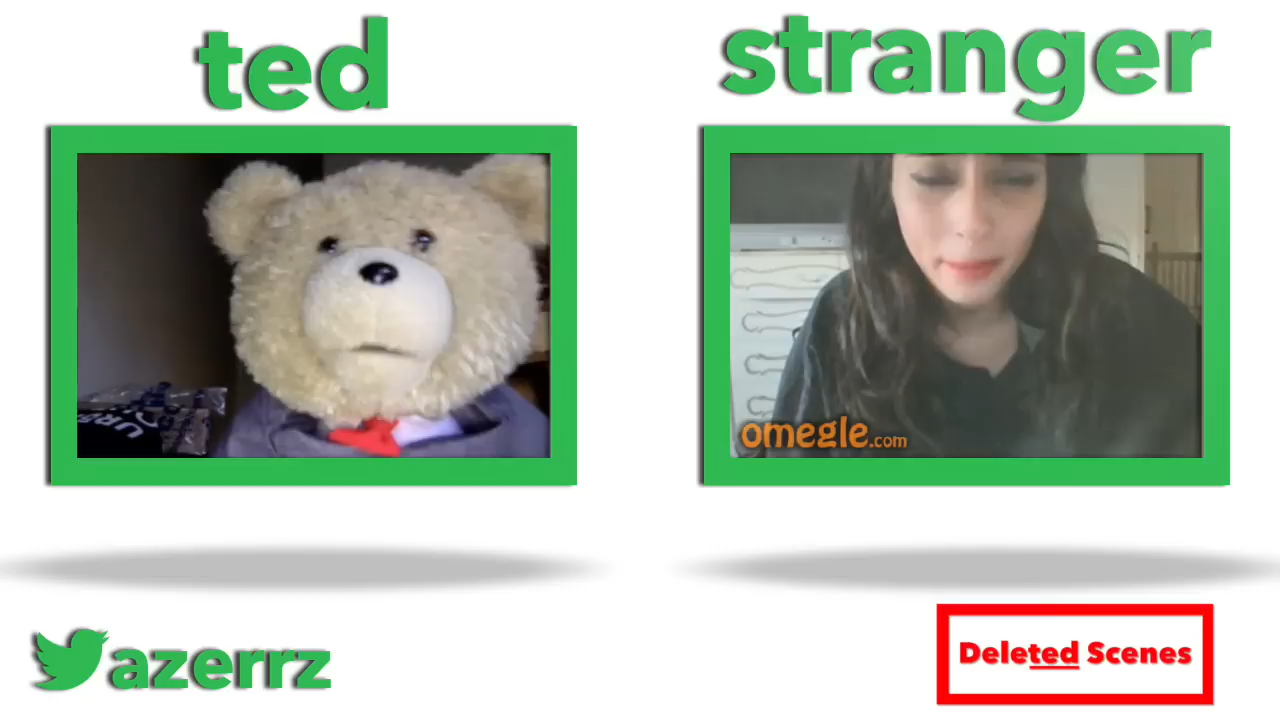 ted
stranger
omegle.com
azerrz
Deleted Scenes